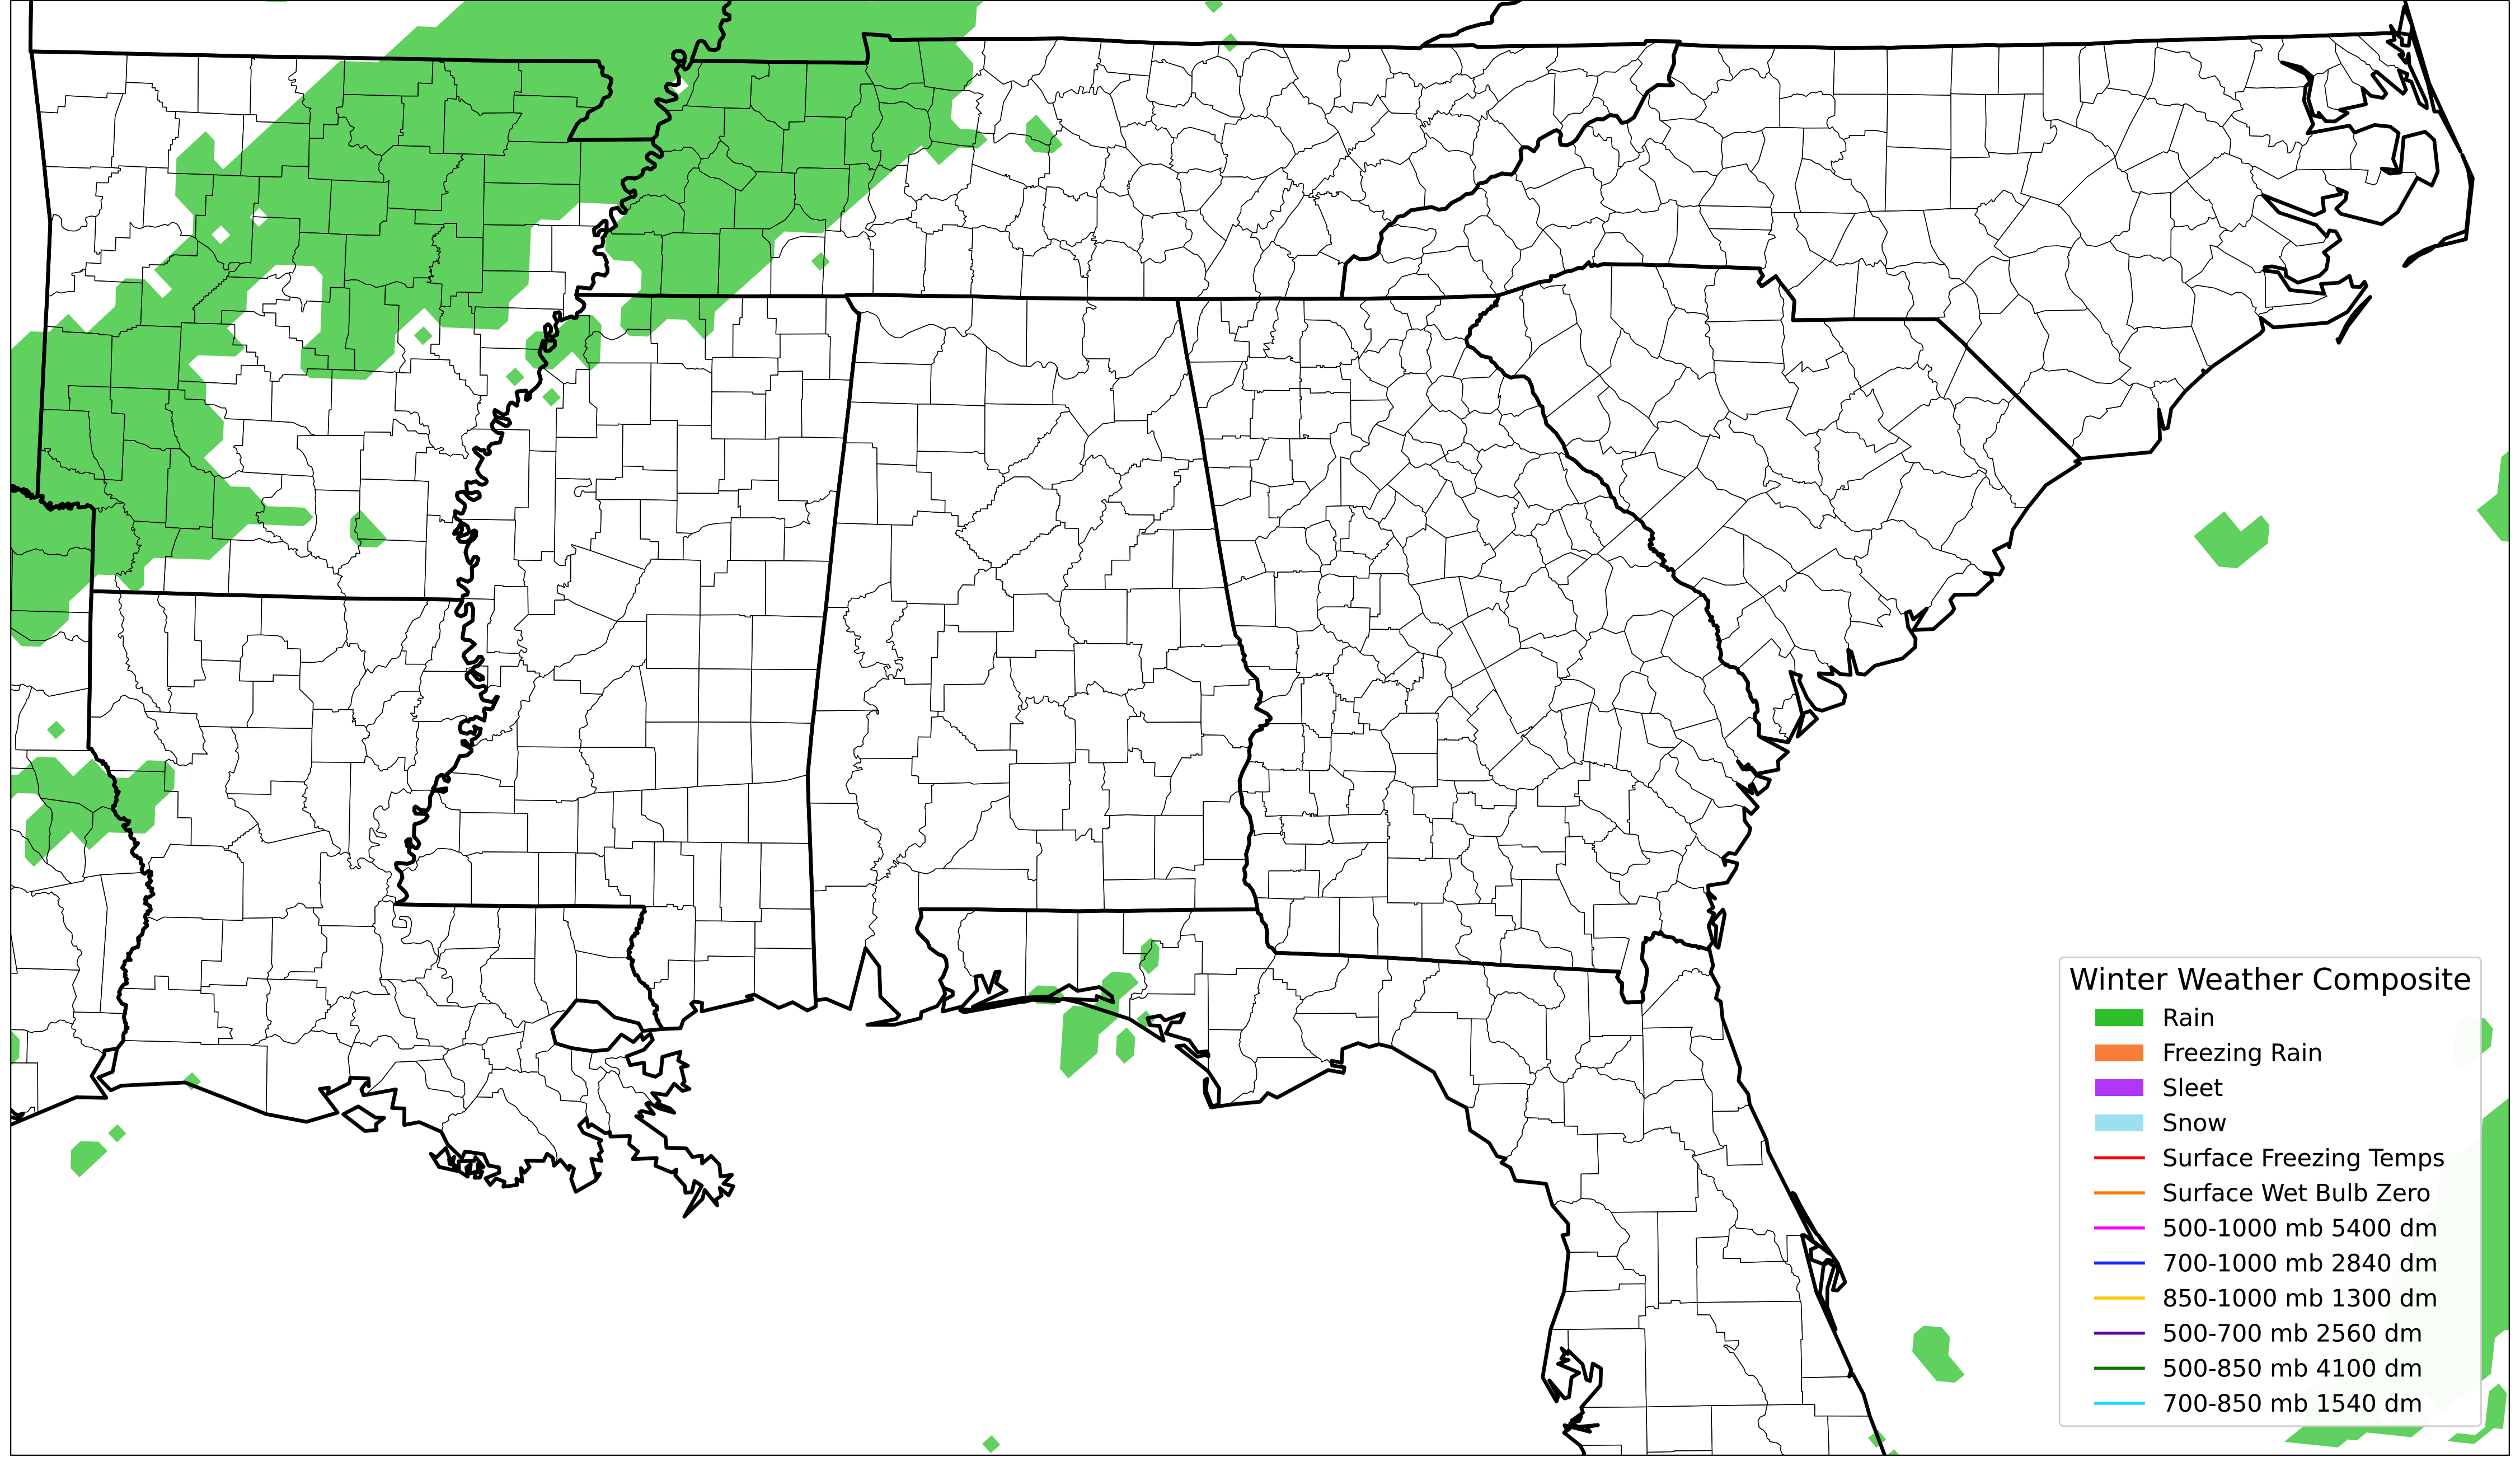 Winter Weather Composite
Rain
Freezing Rain
Sleet
Snow
Surface Freezing Temps
Surface Wet Bulb Zero
500-1000 mb 5400 dm
700-1000 mb 2840 dm
850-1000 mb 1300 dm
500-700 mb 2560 dm
500-850 mb 4100 dm
700-850 mb 1540 dm